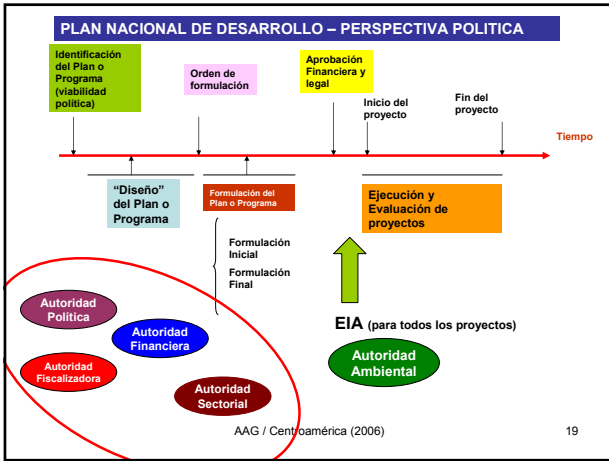 PLAN NACIONAL DE DESARROLLO – PERSPECTIVA POLITICA
Identificación
del Plan o
Programa
(viabilidad
política)
Orden de
formulación
Aprobación
Financiera y
legal
Inicio del
proyecto
Fin del
proyecto
Tiempo
“Diseño”
del Plan o
Programa
Formulación del
Plan o Programa
Ejecución y
Evaluación de
proyectos
Formulación
Inicial
Formulación
Final
Autoridad
Política
Autoridad
Financiera
Autoridad
Fiscalizadora
Autoridad
Sectorial
EIA (para todos los proyectos)
Autoridad
Ambiental
AAG / Centroamérica (2006)
19